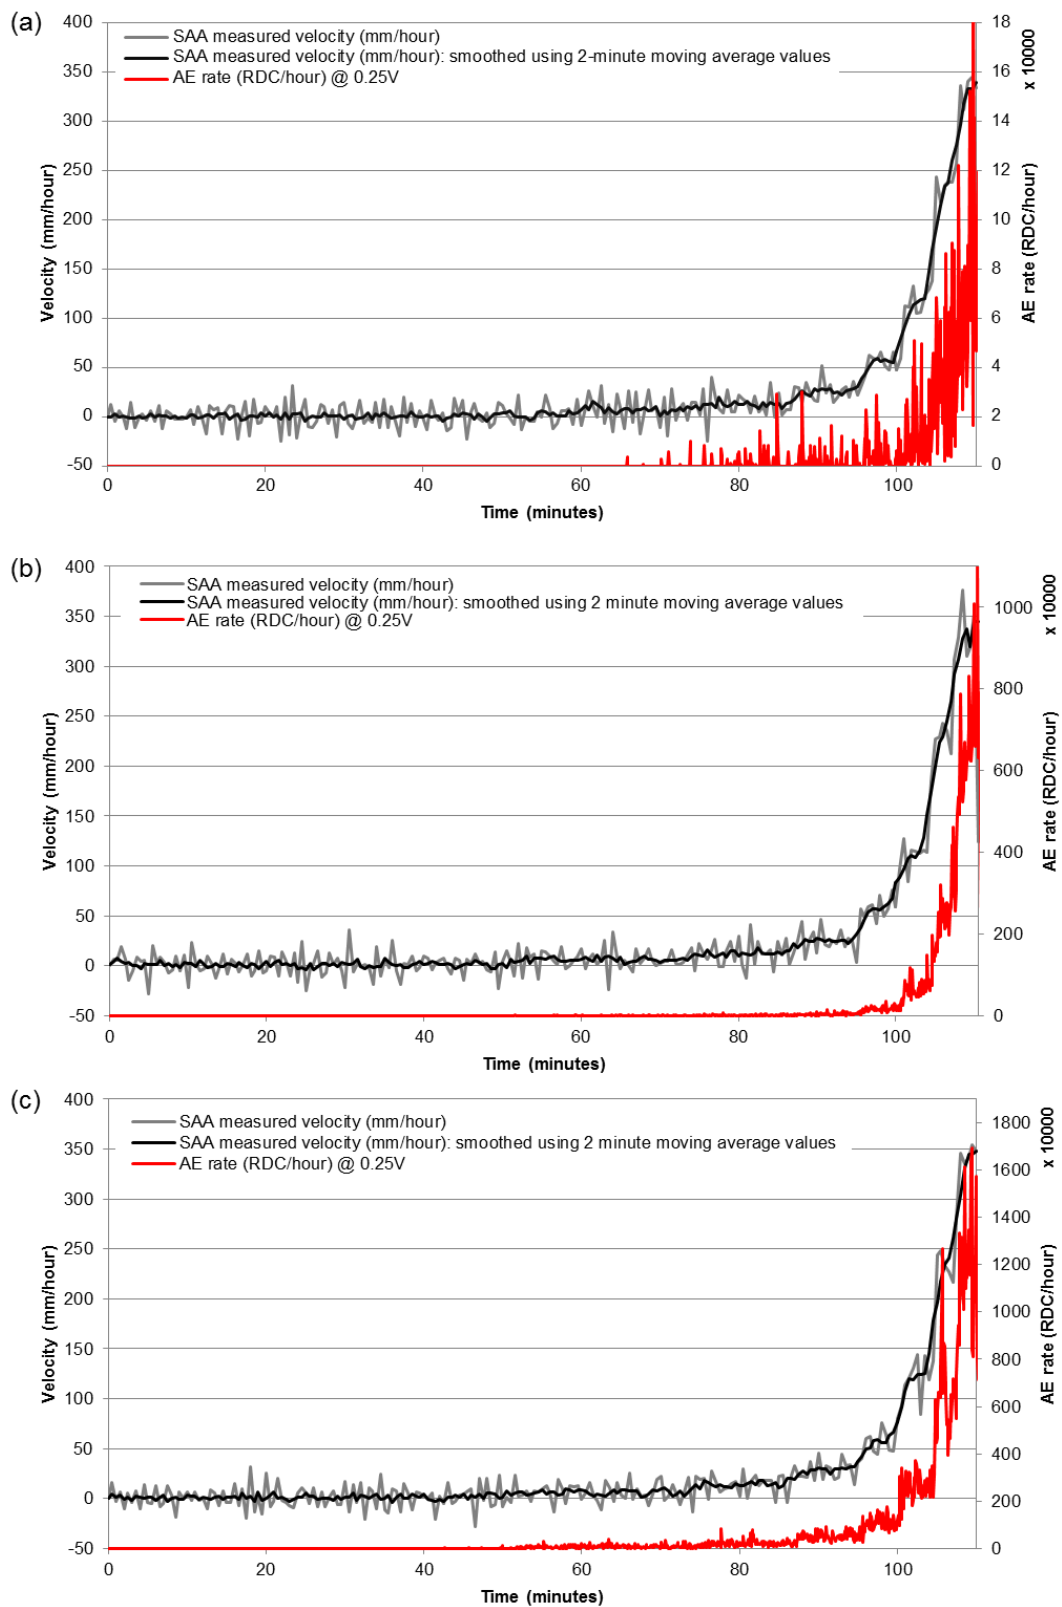 (a)
SAA measured velocity (mm/hour)
SAA measured velocity (mm/hour): smoothed using 2-minute moving average values
AE rate (RDC/hour) @ 0.25V
400
350
300
250
200
150
100
50
0
-50
Velocity (mm/hour)
18
16
14
12
10
8
6
4
2
0
x 10000
AE rate (RDC/hour)
0 20 40 60 80 100
Time (minutes)
(b)
SAA measured velocity (mm/hour)
SAA measured velocity (mm/hour): smoothed using 2 minute moving average values
AE rate (RDC/hour) @ 0.25V
400
350
300
250
200
150
100
50
0
-50
Velocity (mm/hour)
1000
800
600
400
200
0
x 10000
AE rate (RDC/hour)
0 20 40 60 80 100
Time (minutes)
(c)
SAA measured velocity (mm/hour)
SAA measured velocity (mm/hour): smoothed using 2 minute moving average values
AE rate (RDC/hour) @ 0.25V
400
350
300
250
200
150
100
50
0
-50
Velocity (mm/hour)
1800
1600
1400
1200
1000
800
600
400
200
0
x 10000
AE rate (RDC/hour)
0 20 40 60 80 100
Time (minutes)